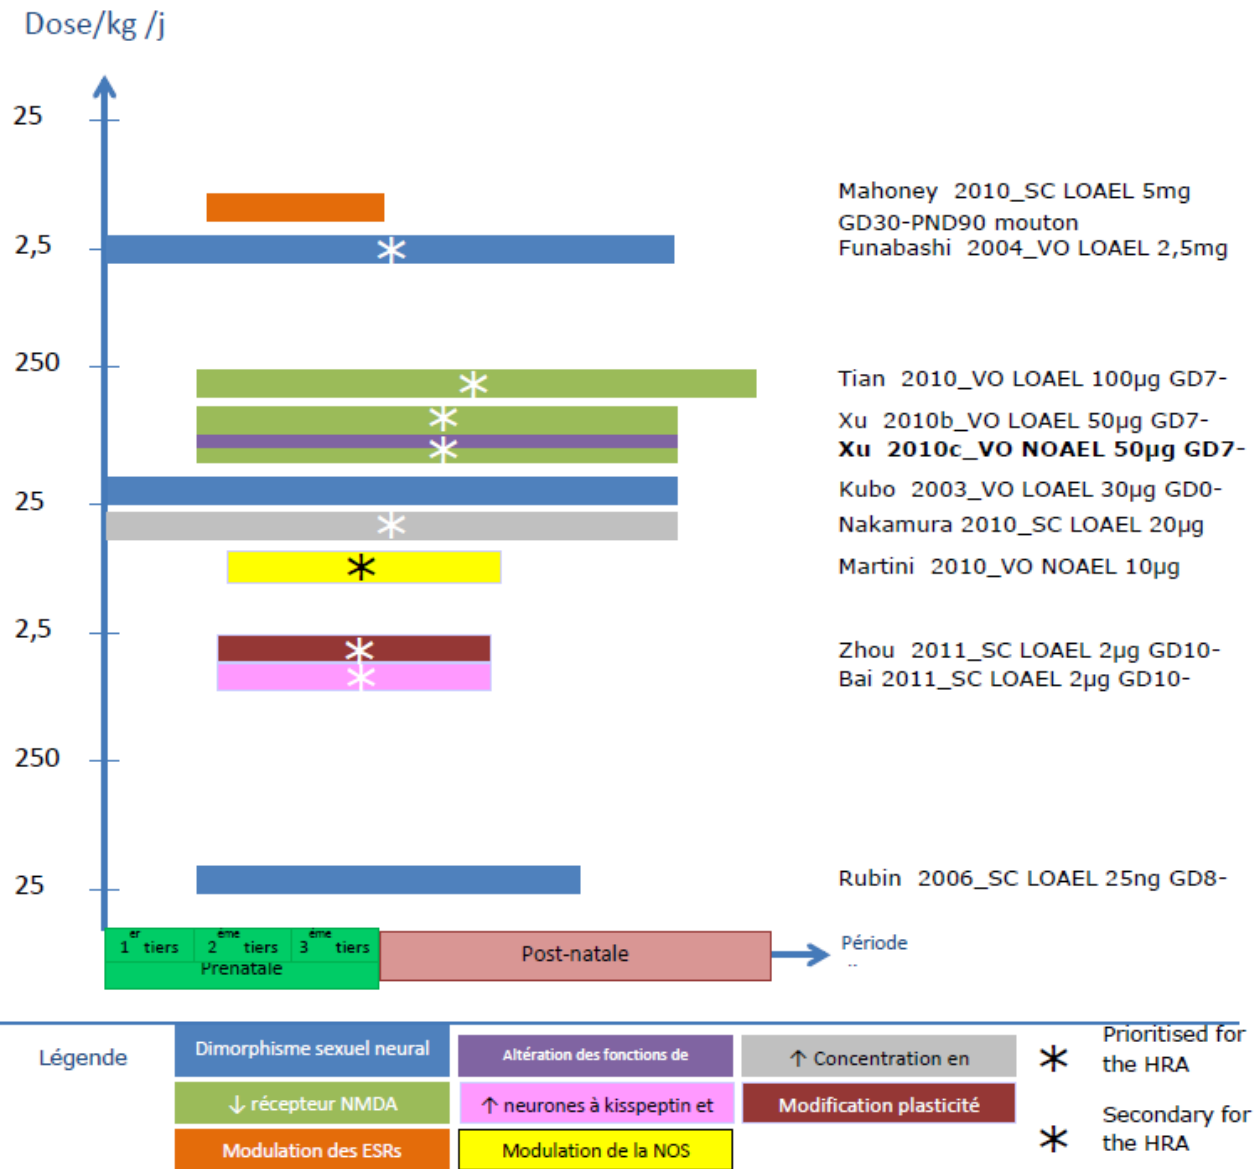 Dose/kg /j
25
2,5
250
25
2,5
250
25
Mahoney 2010_SC LOAEL 5mg
GD30-PND90 mouton
Funabashi 2004_VO LOAEL 2,5mg
Tian 2010_VO LOAEL 100µg GD7-
Xu 2010b_VO LOAEL 50µg GD7-
Xu 2010c_VO NOAEL 50µg GD7-
Kubo 2003_VO LOAEL 30µg GD0-
Nakamura 2010_SC LOAEL 20µg
Martini 2010_VO NOAEL 10µg
Zhou 2011_SC LOAEL 2µg GD10-
Bai 2011_SC LOAEL 2µg GD10-
Rubin 2006_SC LOAEL 25ng GD8-
1er tiers
2ème tiers
3ème tiers
Prenatale
Post-natale
Période
Légende
Dimorphisme sexuel neural
Altération des fonctions de
↑ Concentration en
Prioritised for
the HRA
↓ récepteur NMDA
↑ neurones à kisspeptin et
Modification plasticité
Modulation des ESRs
Modulation de la NOS
Secondary for
the HRA